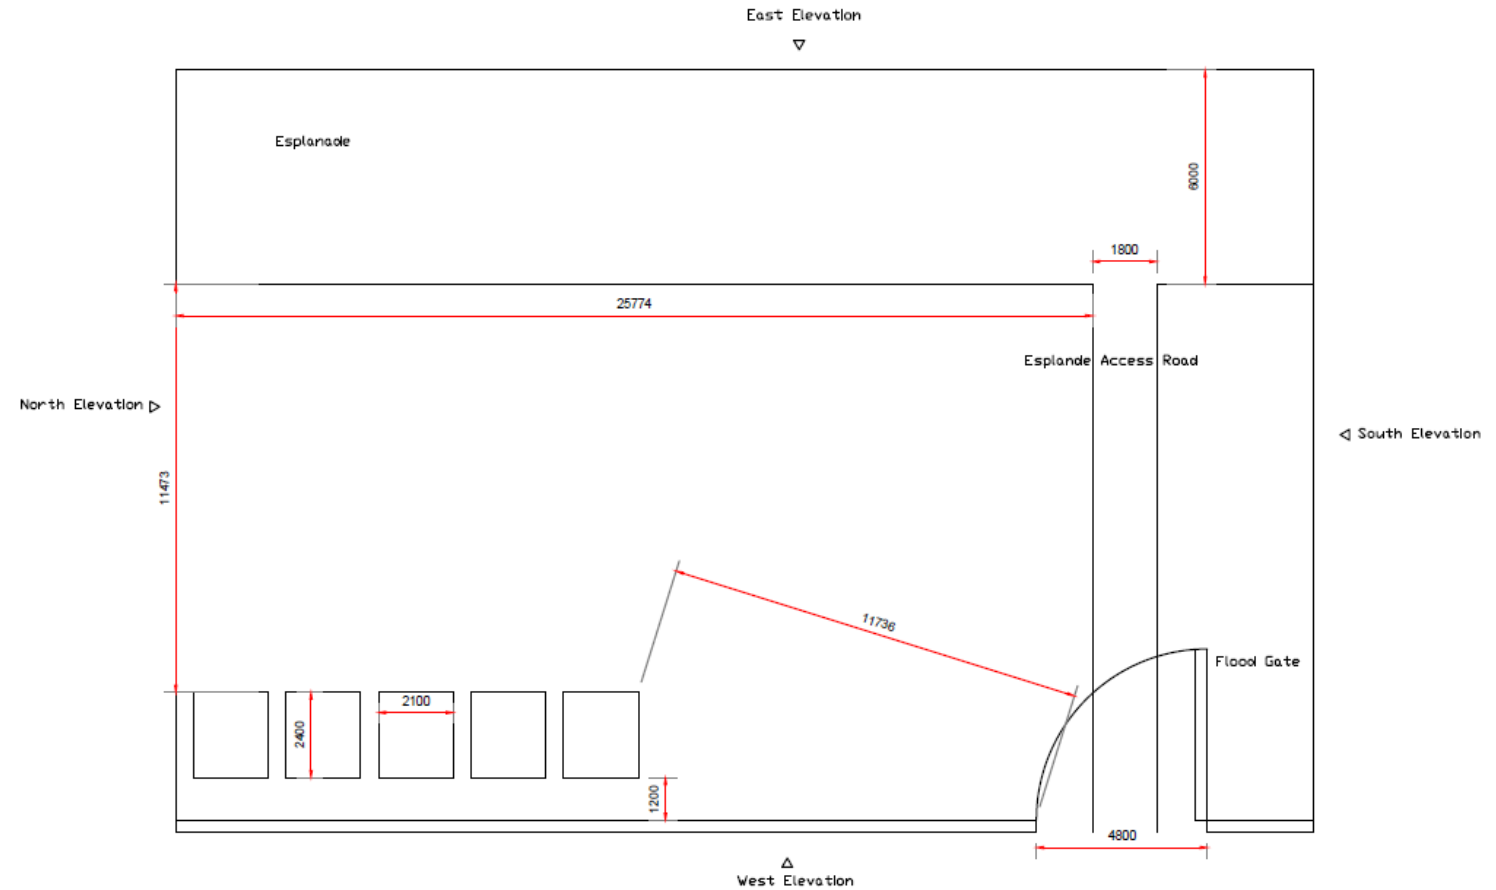 East Elevation
Esplanade
6000
1800
25774
Esplande Access Road
North Elevation
South Elevation
11473
11736
Flood Gate
2100
2400
1200
4800
West Elevation